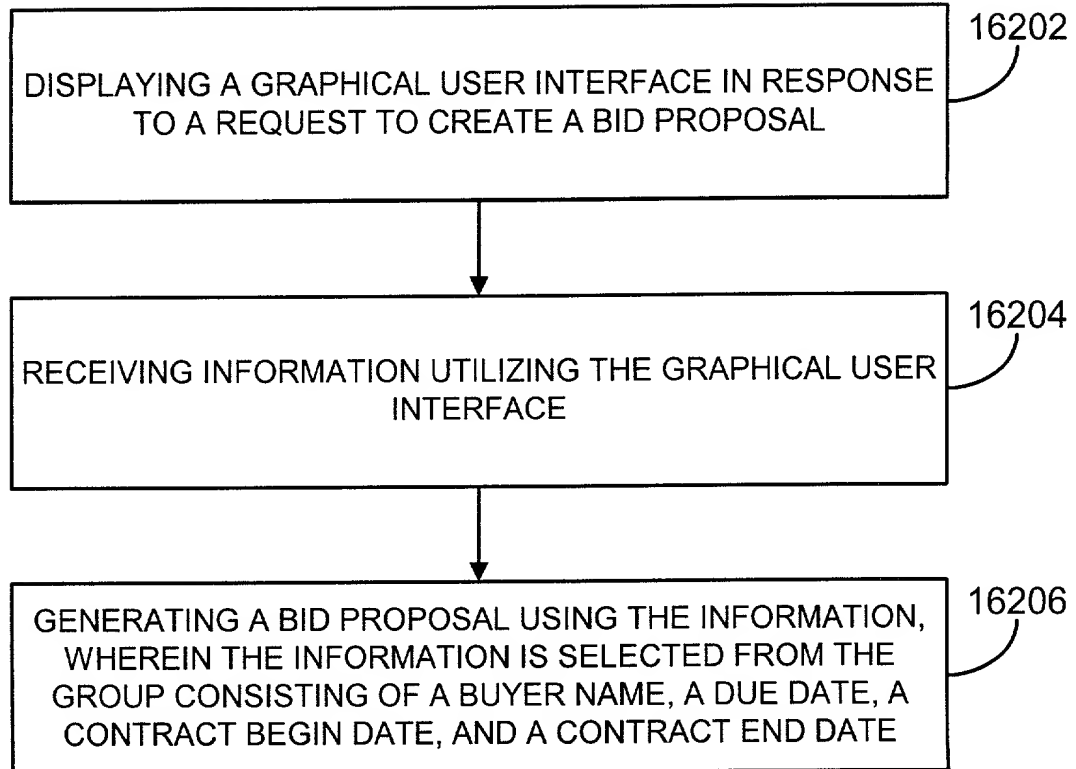 16202
DISPLAYING A GRAPHICAL USER INTERFACE IN RESPONSE
TO A REQUEST TO CREATE A BID PROPOSAL
16204
RECEIVING INFORMATION UTILIZING THE GRAPHICAL USER
INTERFACE
16206
GENERATING A BID PROPOSAL USING THE INFORMATION,
WHEREIN THE INFORMATION IS SELECTED FROM THE
GROUP CONSISTING OF A BUYER NAME, A DUE DATE, A
CONTRACT BEGIN DATE, AND A CONTRACT END DATE